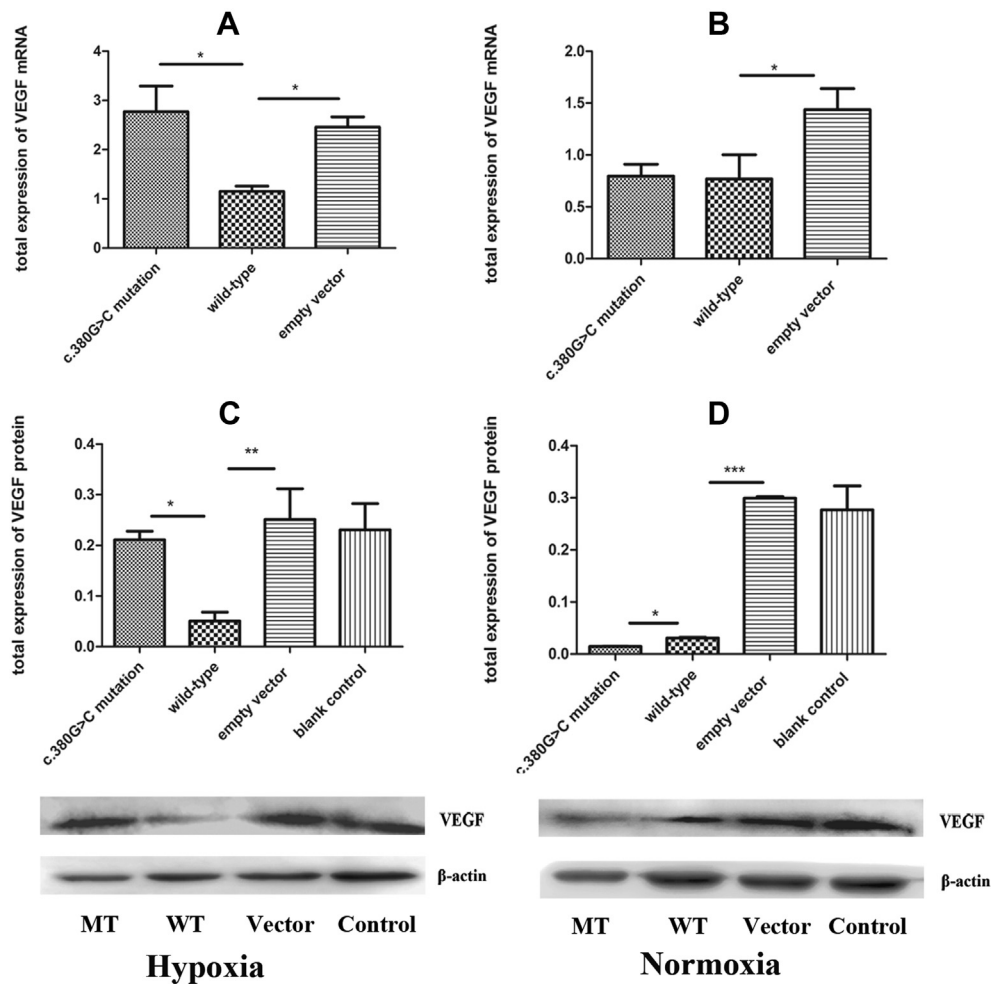 A
total expression of VEGF mRNA
4
3
2
1
0
*
*
c.380G>C mutation
wild-type
empty vector
B
total expression of VEGF mRNA
2.0
1.5
1.0
0.5
0.0
*
c.380G>C mutation
wild-type
empty vector
C
total expression of VEGF protein
0.4
0.3
0.2
0.1
0.0
*
**
c.380G>C mutation
wild-type
empty vector
blank control
D
total expression of VEGF protein
0.4
0.3
0.2
0.1
0.0
*
***
c.380G>C mutation
wild-type
empty vector
blank control
VEGF
β-actin
MT WT Vector Control
Hypoxia
VEGF
β-actin
MT WT Vector Control
Normoxia